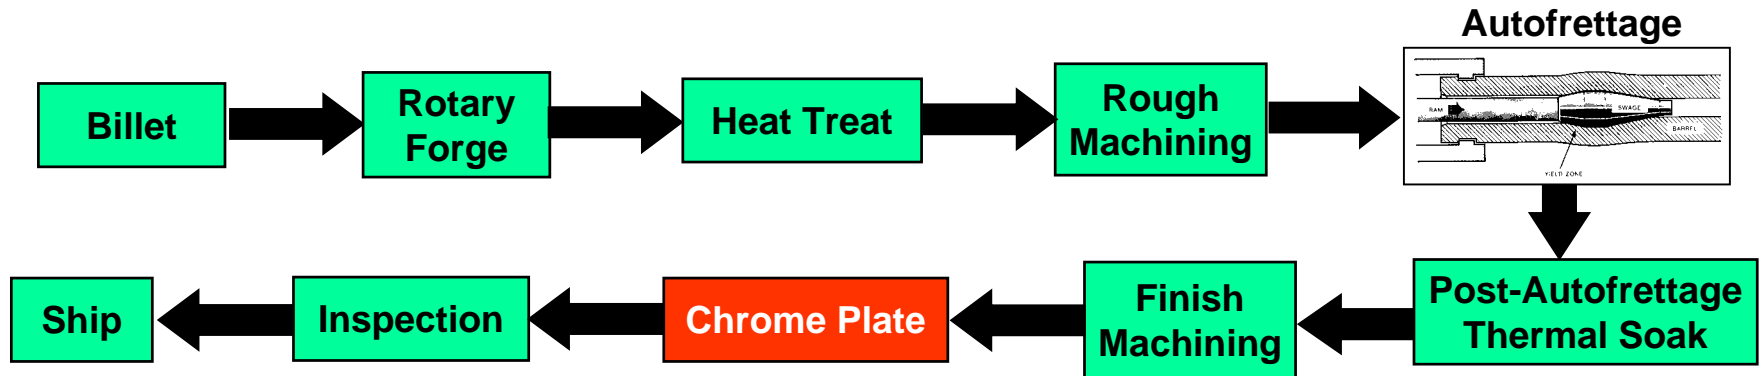 Autofrettage
Billet
Rotary
Forge
Heat Treat
Rough
Machining
RAM
SWAGE
BARREL
YIELD ZONE
Post-Autofrettage
Thermal Soak
Finish
Machining
Chrome Plate
Inspection
Ship